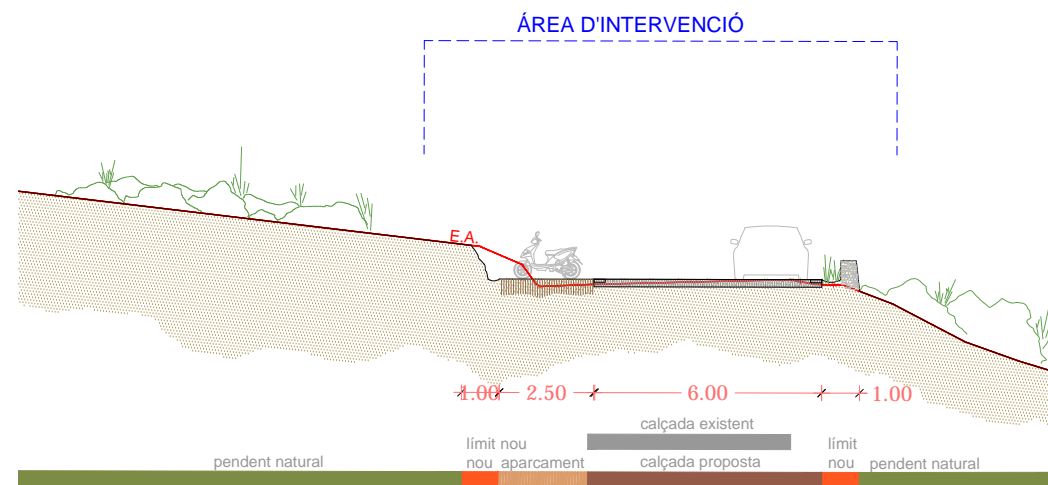 ÁREA D'INTERVENCIÓ
E.A.
1.00 2.50 6.00 1.00
calçada existent
límit nou límit
pendent natural nou aparcament calçada proposta nou pendent natural